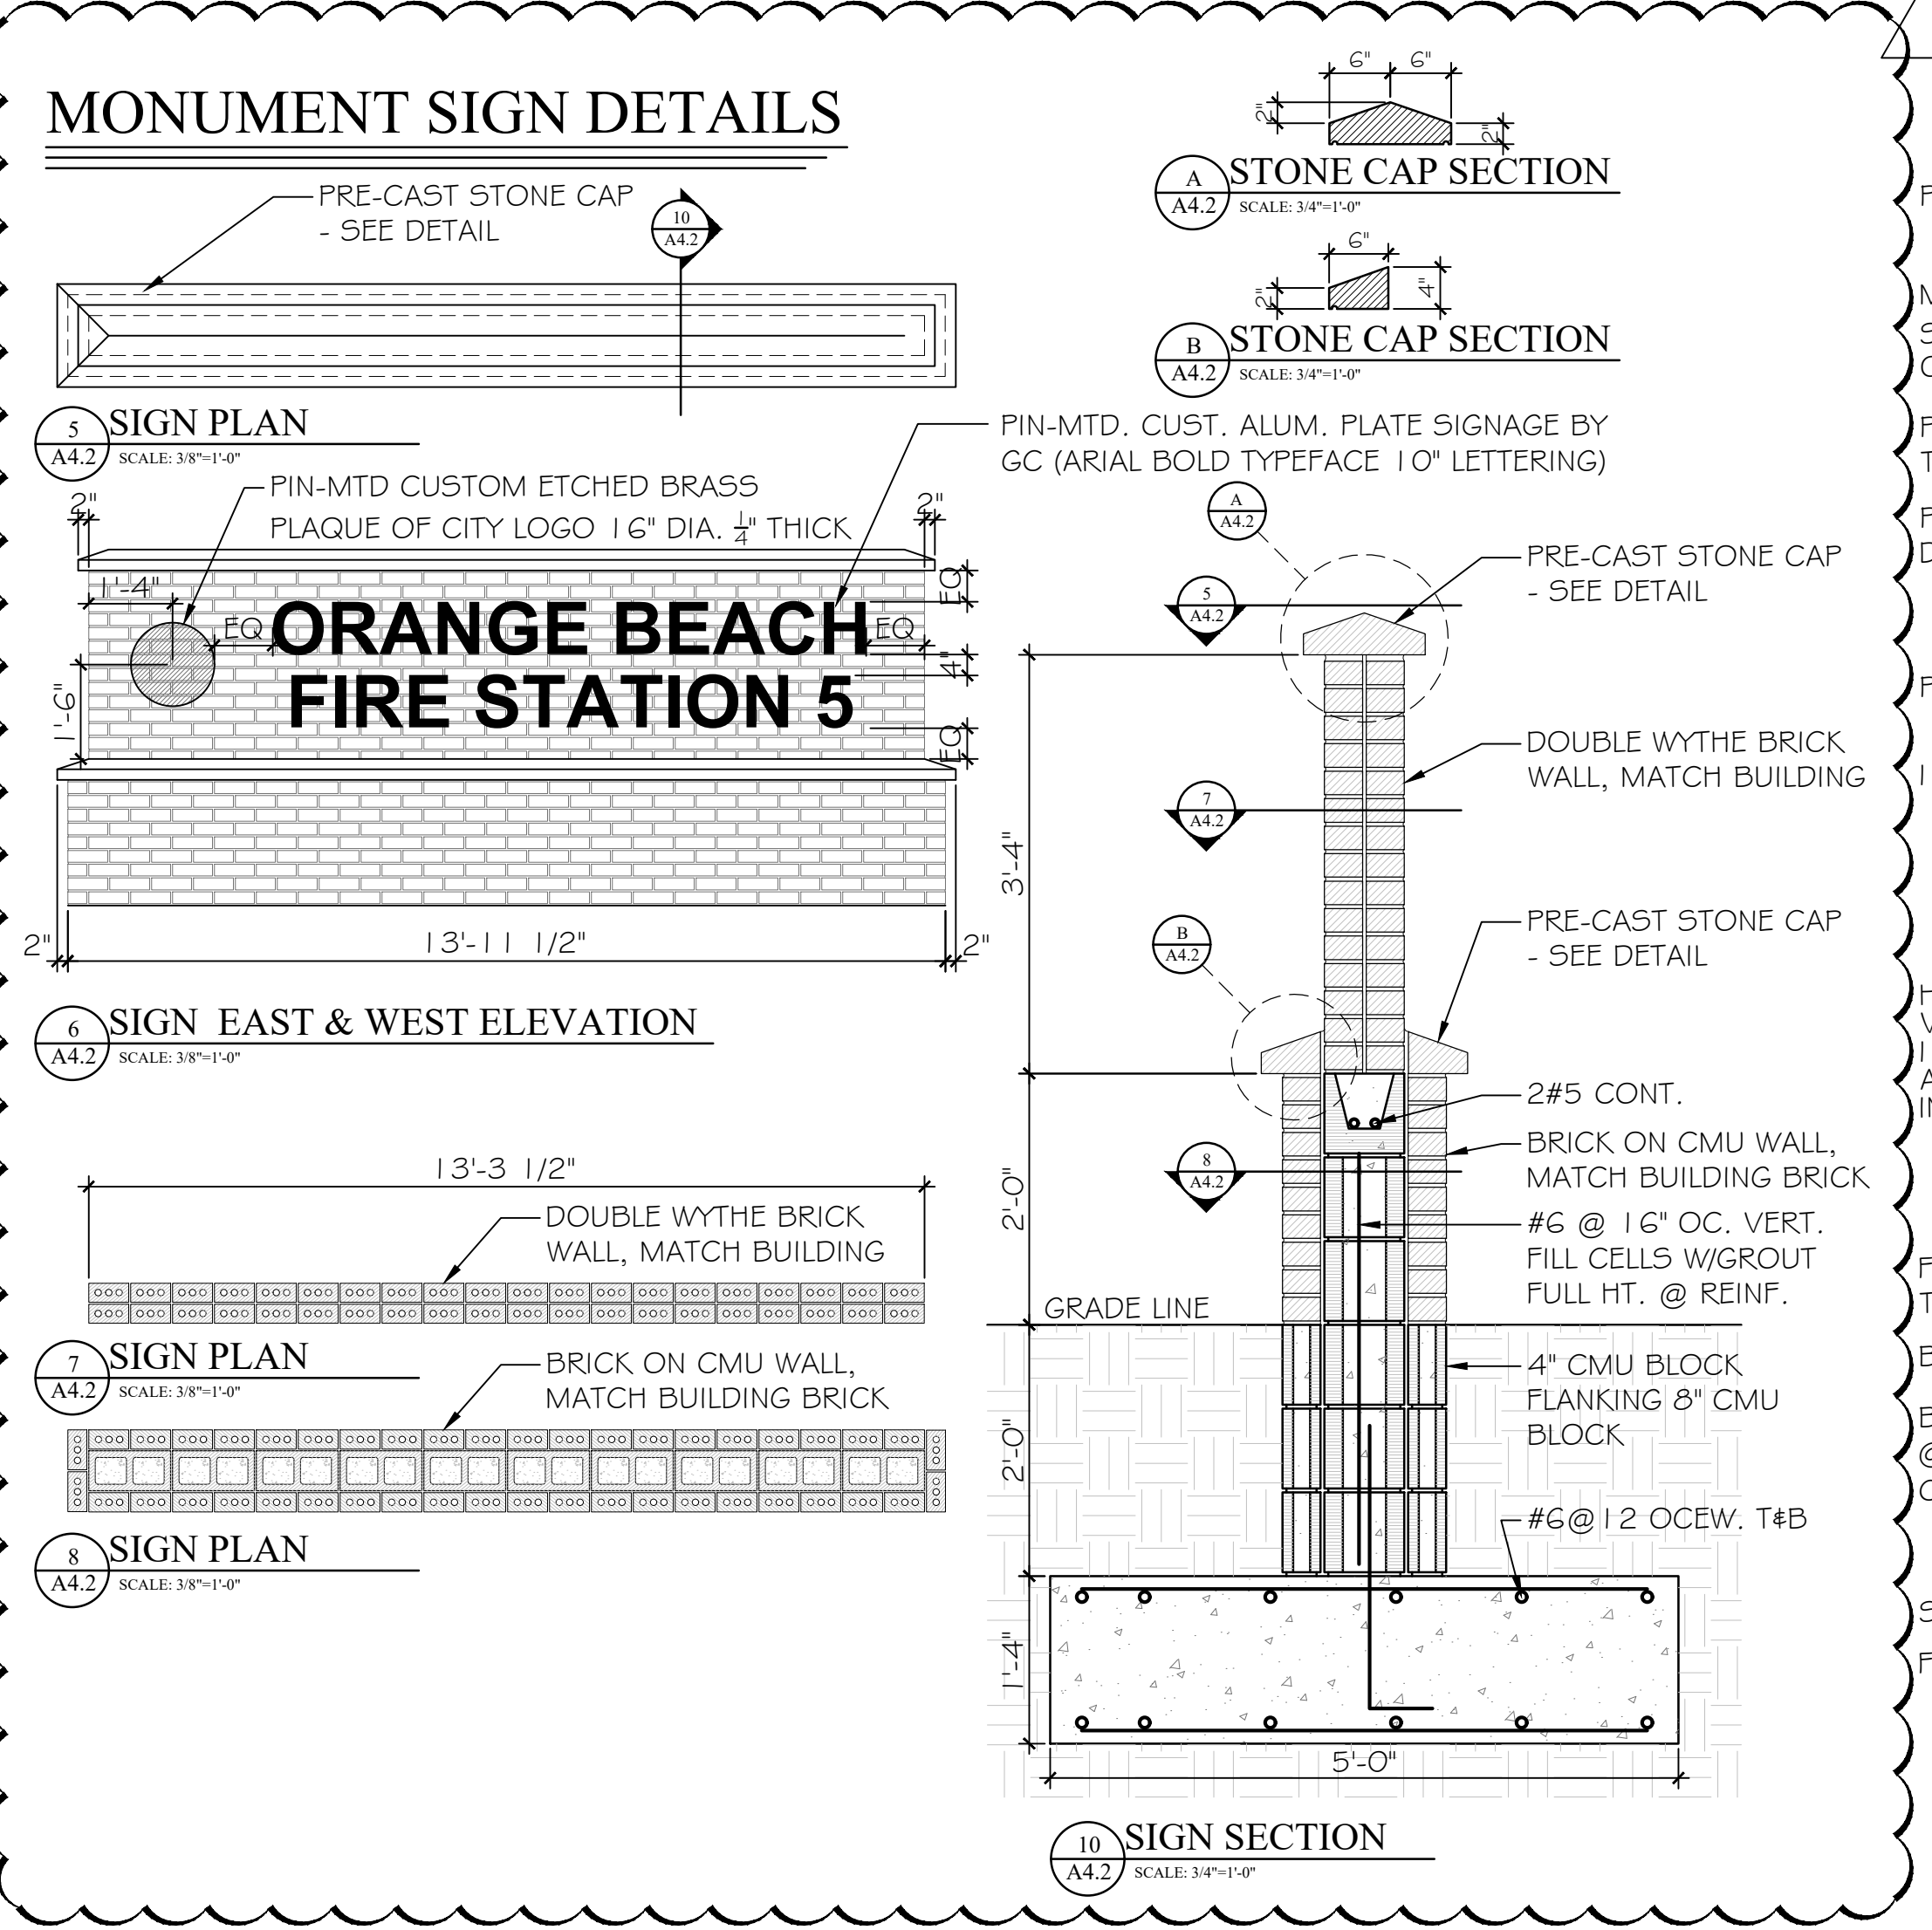 MONUMENT SIGN DETAILS
PRE-CAST STONE CAP
- SEE DETAIL
10
A4.2
5
A4.2
SIGN PLAN
SCALE: 3/8"=1'-0"
6"
6"
2"
2"
A
A4.2
STONE CAP SECTION
SCALE: 3/4"=1'-0"
6"
2"
4"
B
A4.2
STONE CAP SECTION
SCALE: 3/4"=1'-0"
PIN-MTD. CUST. ALUM. PLATE SIGNAGE BY
GC (ARIAL BOLD TYPEFACE 10" LETTERING)
PIN-MTD CUSTOM ETCHED BRASS
PLAQUE OF CITY LOGO 16" DIA. 1/4" THICK
2"
2"
1'-4"
EQ
ORANGE BEACH
FIRE STATION 5
EQ
EQ
4"
EQ
1'-6"
2"
13'-11 1/2"
2"
6
A4.2
SIGN EAST & WEST ELEVATION
SCALE: 3/8"=1'-0"
13'-3 1/2"
DOUBLE WYTHE BRICK
WALL, MATCH BUILDING
7
A4.2
SIGN PLAN
SCALE: 3/8"=1'-0"
BRICK ON CMU WALL,
MATCH BUILDING BRICK
8
A4.2
SIGN PLAN
SCALE: 3/8"=1'-0"
A
A4.2
PRE-CAST STONE CAP
- SEE DETAIL
5
A4.2
DOUBLE WYTHE BRICK
WALL, MATCH BUILDING
7
A4.2
3'-4"
B
A4.2
PRE-CAST STONE CAP
- SEE DETAIL
2#5 CONT.
BRICK ON CMU WALL,
MATCH BUILDING BRICK
8
A4.2
2'-0"
#6 @ 16" OC. VERT.
FILL CELLS W/GROUT
FULL HT. @ REINF.
GRADE LINE
4" CMU BLOCK
FLANKING 8" CMU
BLOCK
2'-0"
#6@12 OCEW. T&B
1'-4"
5'-0"
10
A4.2
SIGN SECTION
SCALE: 3/4"=1'-0"